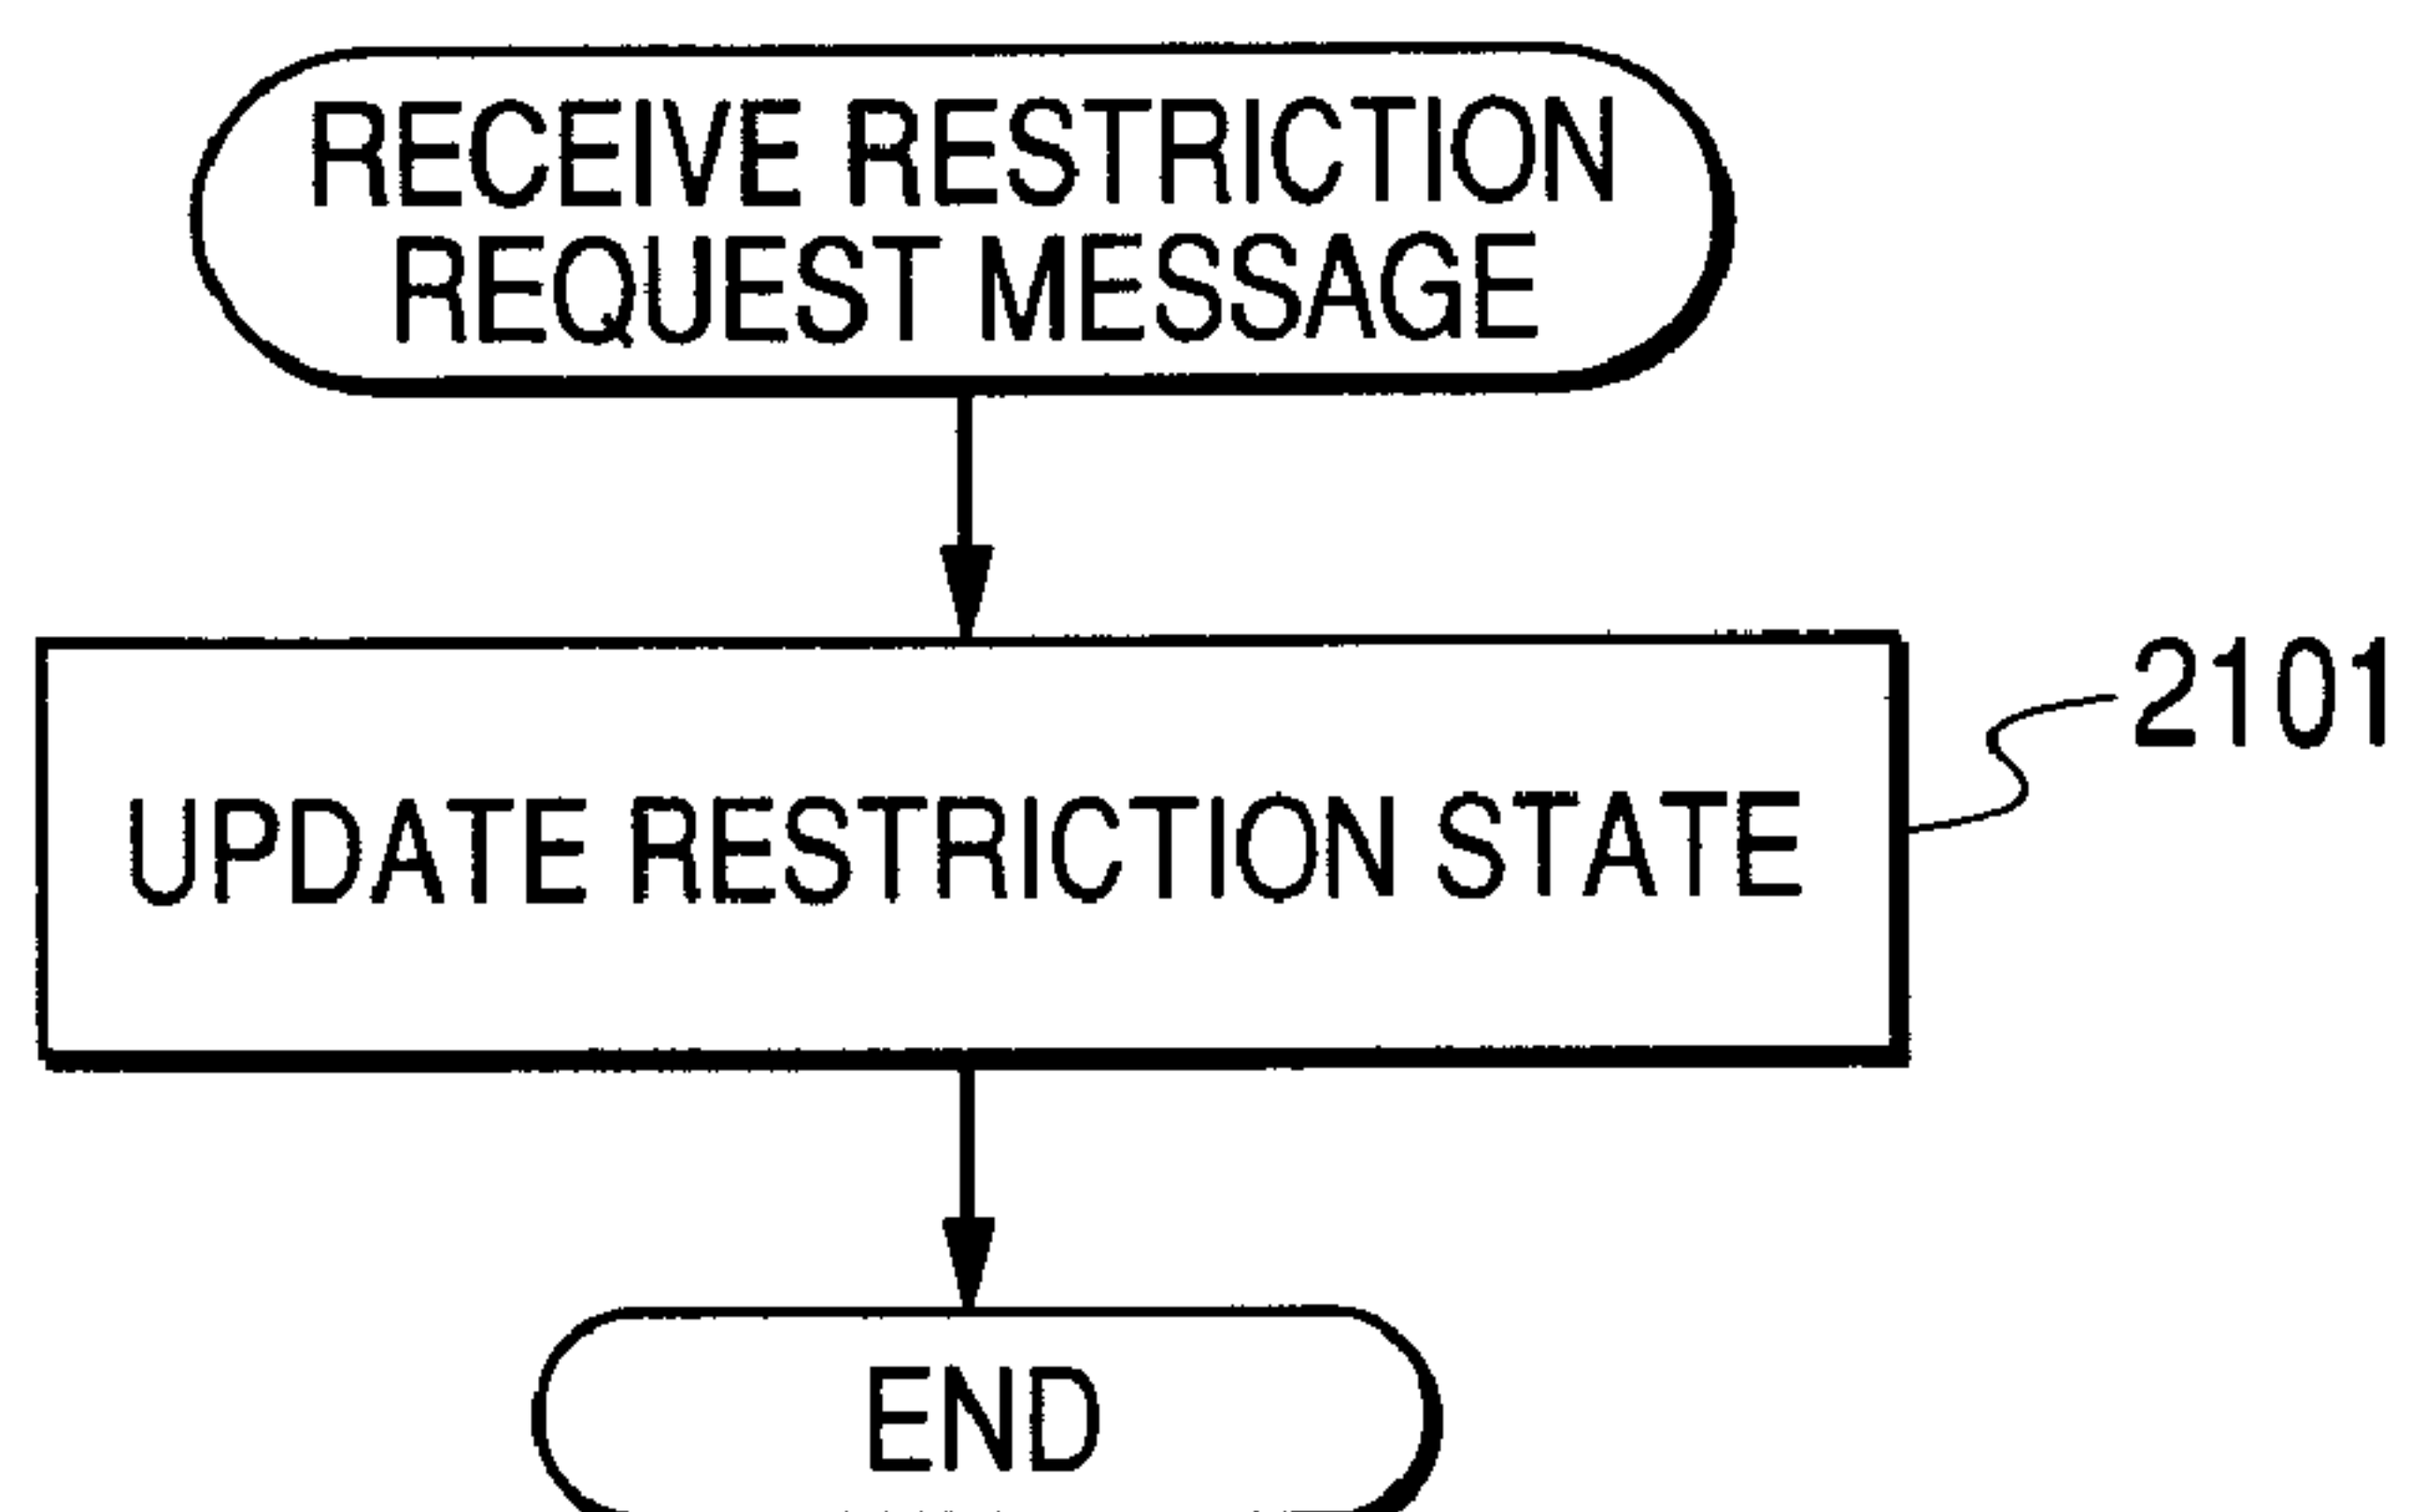 RECEIVE RESTRICTION
REQUEST MESSAGE
2101
UPDATE RESTRICTION STATE
END